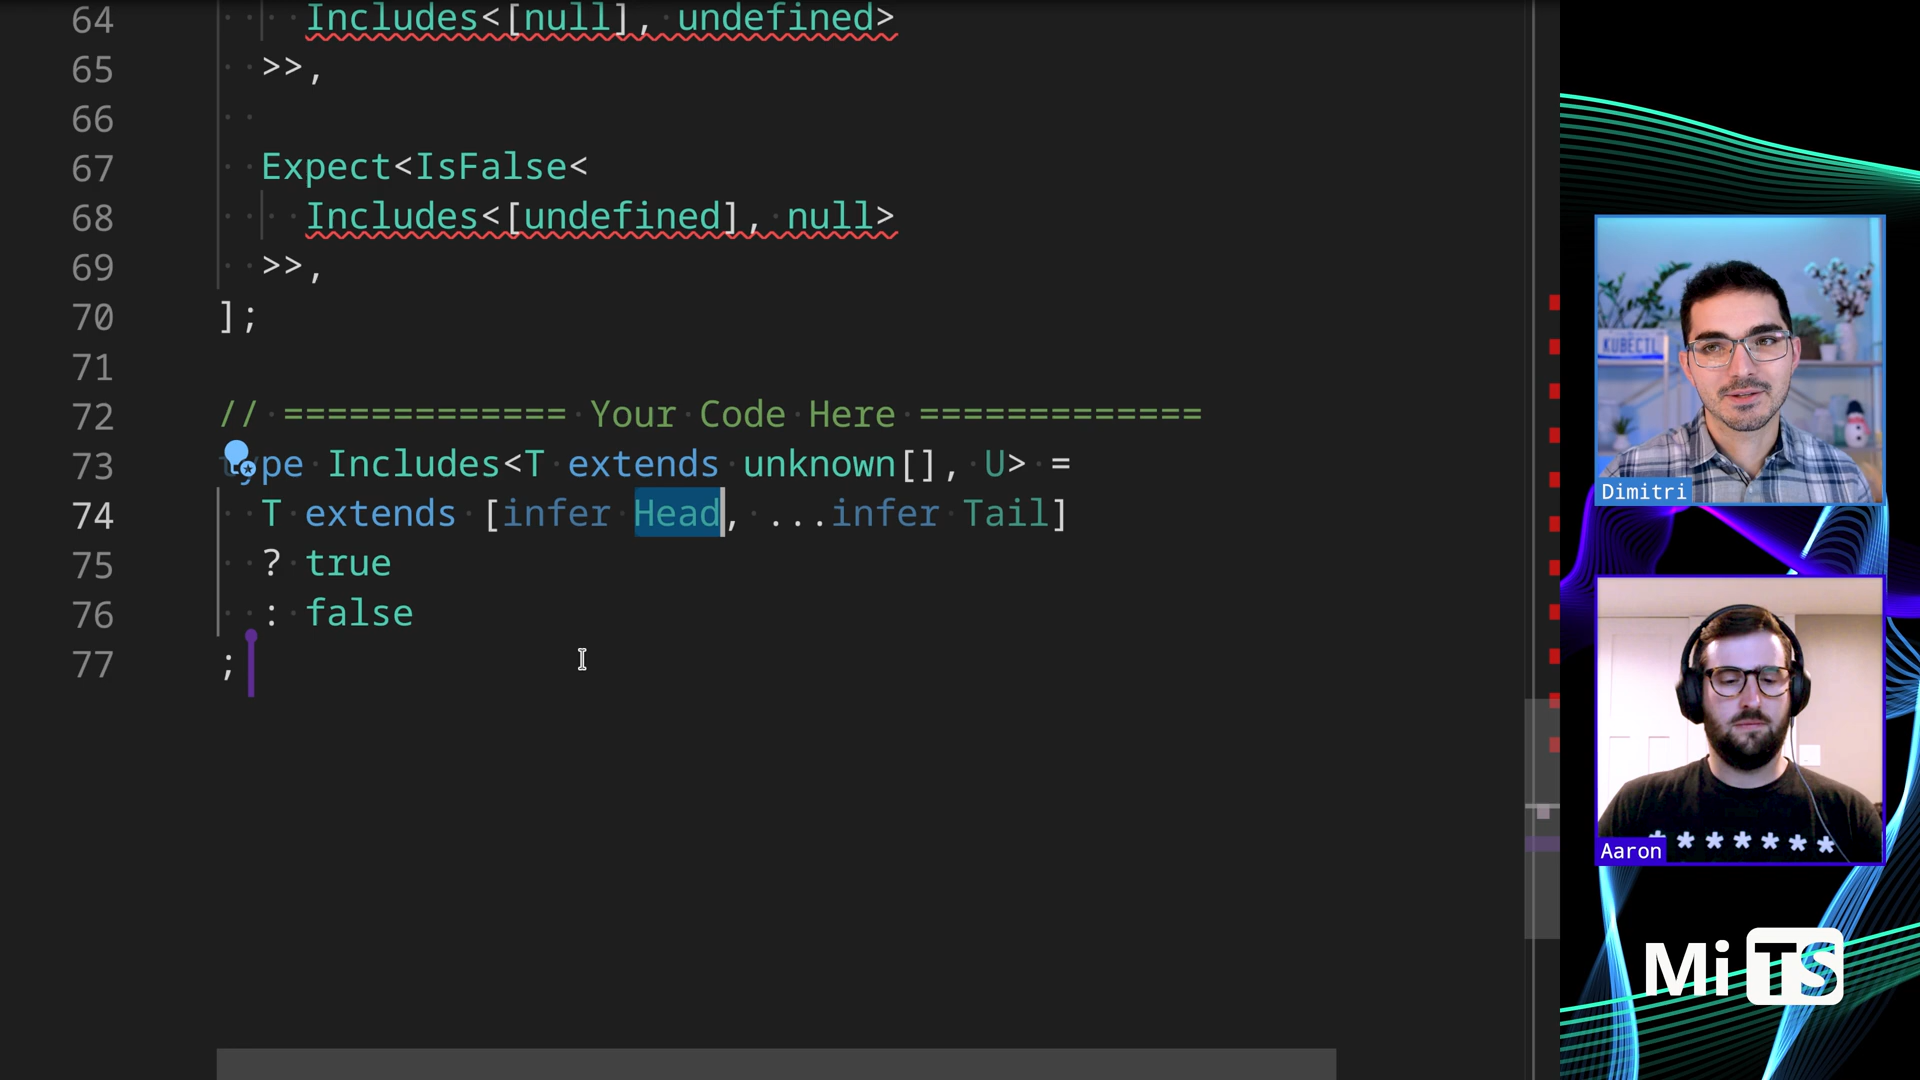 64 Includes<[null], undefined>
65 >>,
66
67 Expect<IsFalse<
68 Includes<[undefined], null>
69 >>,
70 ];
71
72 // ============= Your Code Here =============
73 type Includes<T extends unknown[], U> =
74 T extends [infer Head, ...infer Tail]
75 ? true
76 : false
77 ;
KUBECTL
Dimitri
******
Aaron
Mi TS